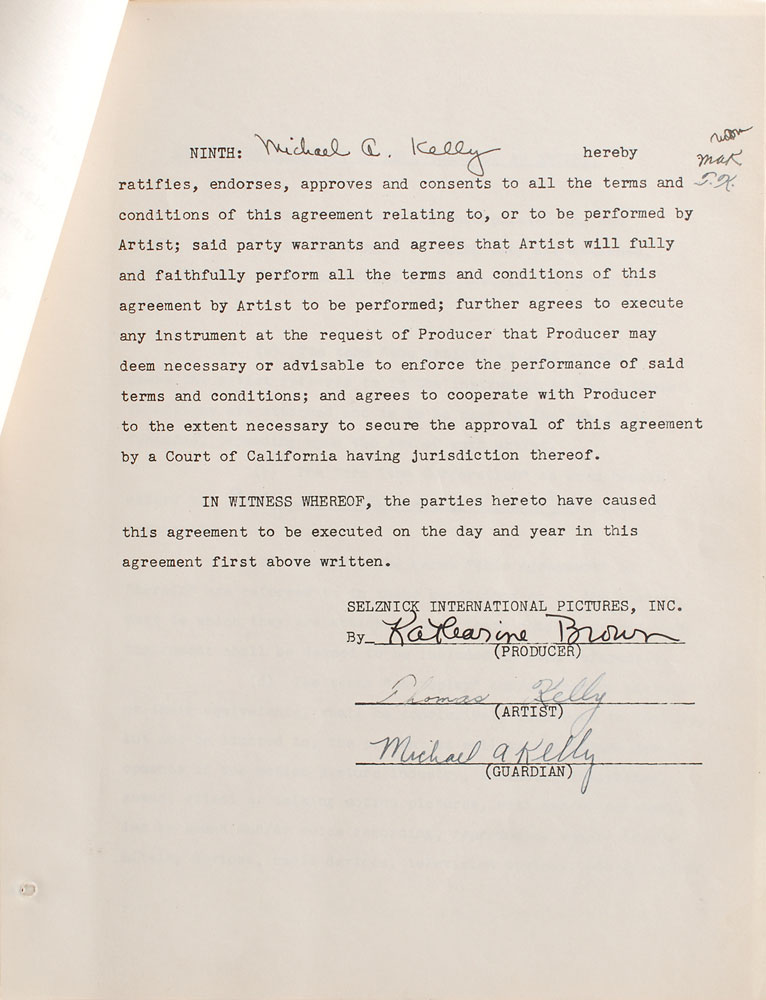 NINTH: Michael A. Kelly hereby
MAK
T.K.
ratifies, endorses, approves and consents to all the terms and
conditions of this agreement relating to, or to be performed by
Artist; said party warrants and agrees that Artist will fully
and faithfully perform all the terms and conditions of this
agreement by Artist to be performed; further agrees to execute
any instrument at the request of Producer that Producer may
deem necessary or advisable to enforce the performance of said
terms and conditions; and agrees to cooperate with Producer
to the extent necessary to secure the approval of this agreement
by a Court of California having jurisdiction thereof.
IN WITNESS WHEREOF, the parties hereto have caused
this agreement to be executed on the day and year in this
agreement first above written.
SELZNICK INTERNATIONAL PICTURES, INC.
By Katharine Brown
(PRODUCER)
Thomas Kelly
(ARTIST)
Michael A Kelly
(GUARDIAN)